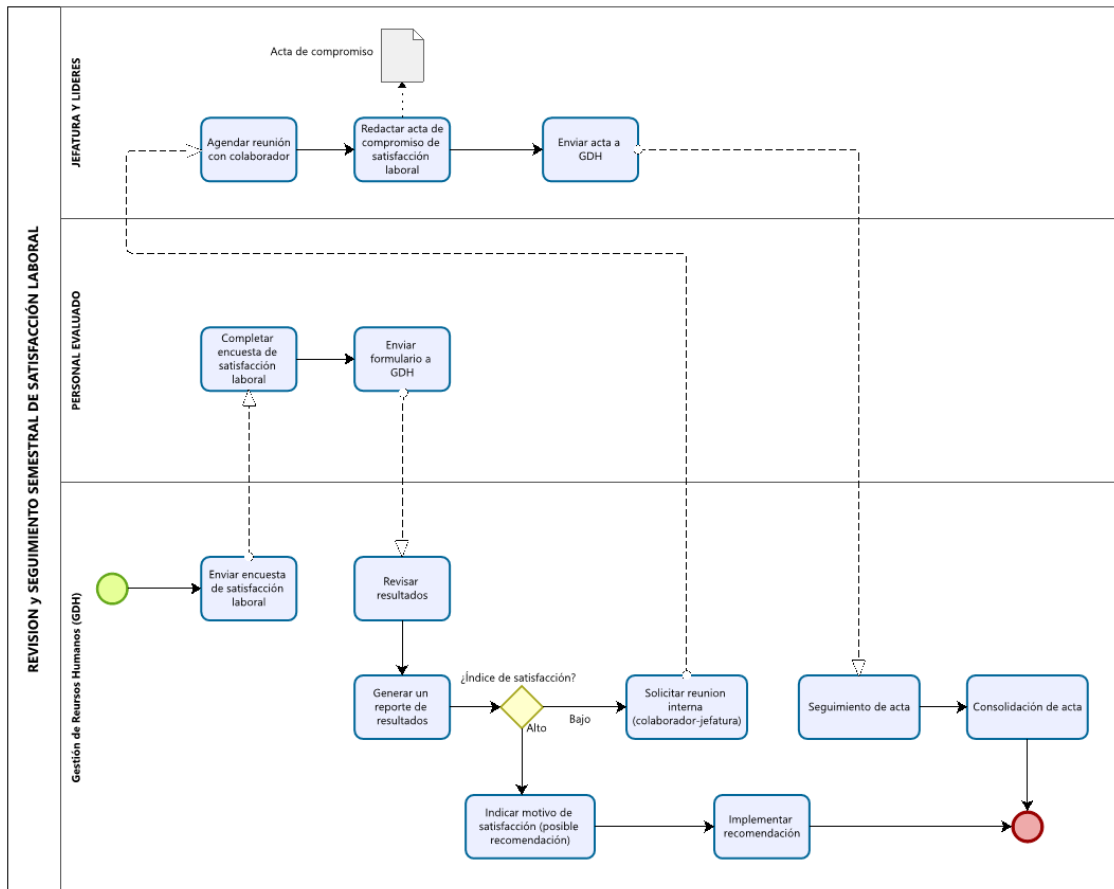 REVISION y SEGUIMIENTO SEMESTRAL DE SATISFACCIÓN LABORAL
JEFATURA Y LIDERES
Acta de compromiso
Agendar reunión
con colaborador
Redactar acta de
compromiso de
satisfacción
laboral
Enviar acta a
GDH
PERSONAL EVALUADO
Completar
encuesta de
satisfacción
laboral
Enviar
formulario a
GDH
Gestión de Reursos Humanos (GDH)
Enviar encuesta
de satisfacción
laboral
Revisar
resultados
Generar un
reporte de
resultados
¿Índice de satisfacción?
Alto
Bajo
Solicitar reunion
interna
(colaborador-jefatura)
Seguimiento de acta
Consolidación de acta
Indicar motivo de
satisfacción (posible
recomendación)
Implementar
recomendación